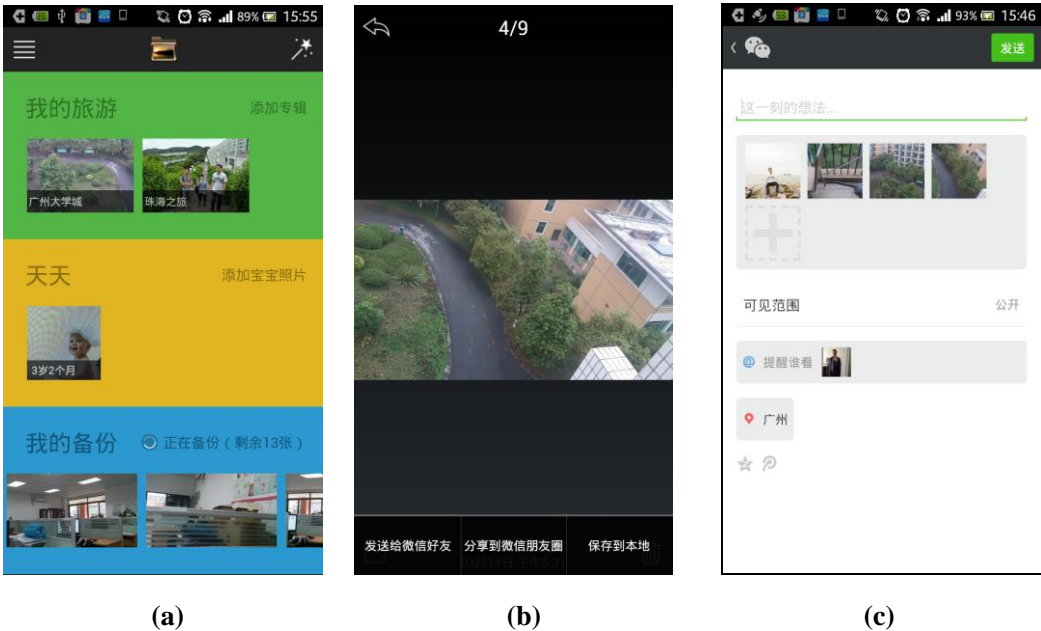 89% 15:55
我的旅游 添加专辑
广州大学城 珠海之旅
天天 添加宝宝照片
3岁2个月
我的备份 正在备份（剩余13张）
(a)
4/9
发送给微信好友 分享到微信朋友圈 保存到本地
(b)
93% 15:46
发送
这一刻的想法...
可见范围 公开
@ 提醒谁看
广州
(c)